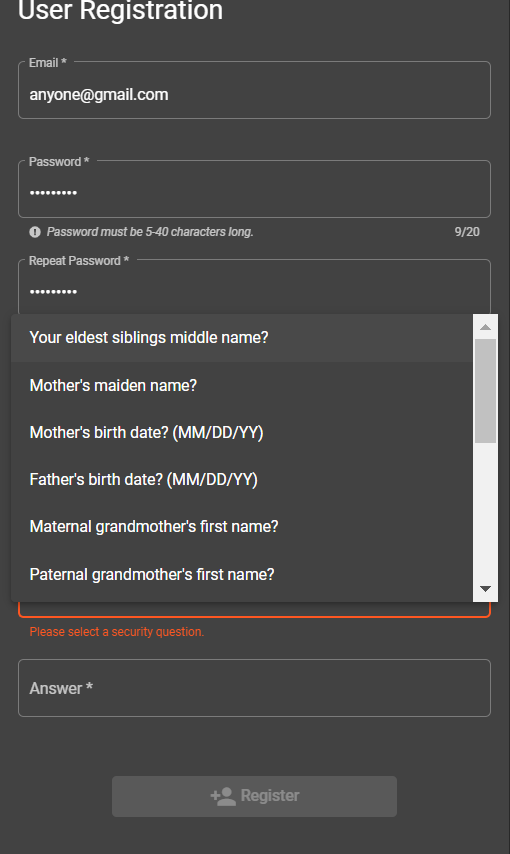 User Registration
Email *
anyone@gmail.com
Password *
•••••••••
Password must be 5-40 characters long. 9/20
Repeat Password *
•••••••••
Your eldest siblings middle name?
Mother's maiden name?
Mother's birth date? (MM/DD/YY)
Father's birth date? (MM/DD/YY)
Maternal grandmother's first name?
Paternal grandmother's first name?
Please select a security question.
Answer *
Register